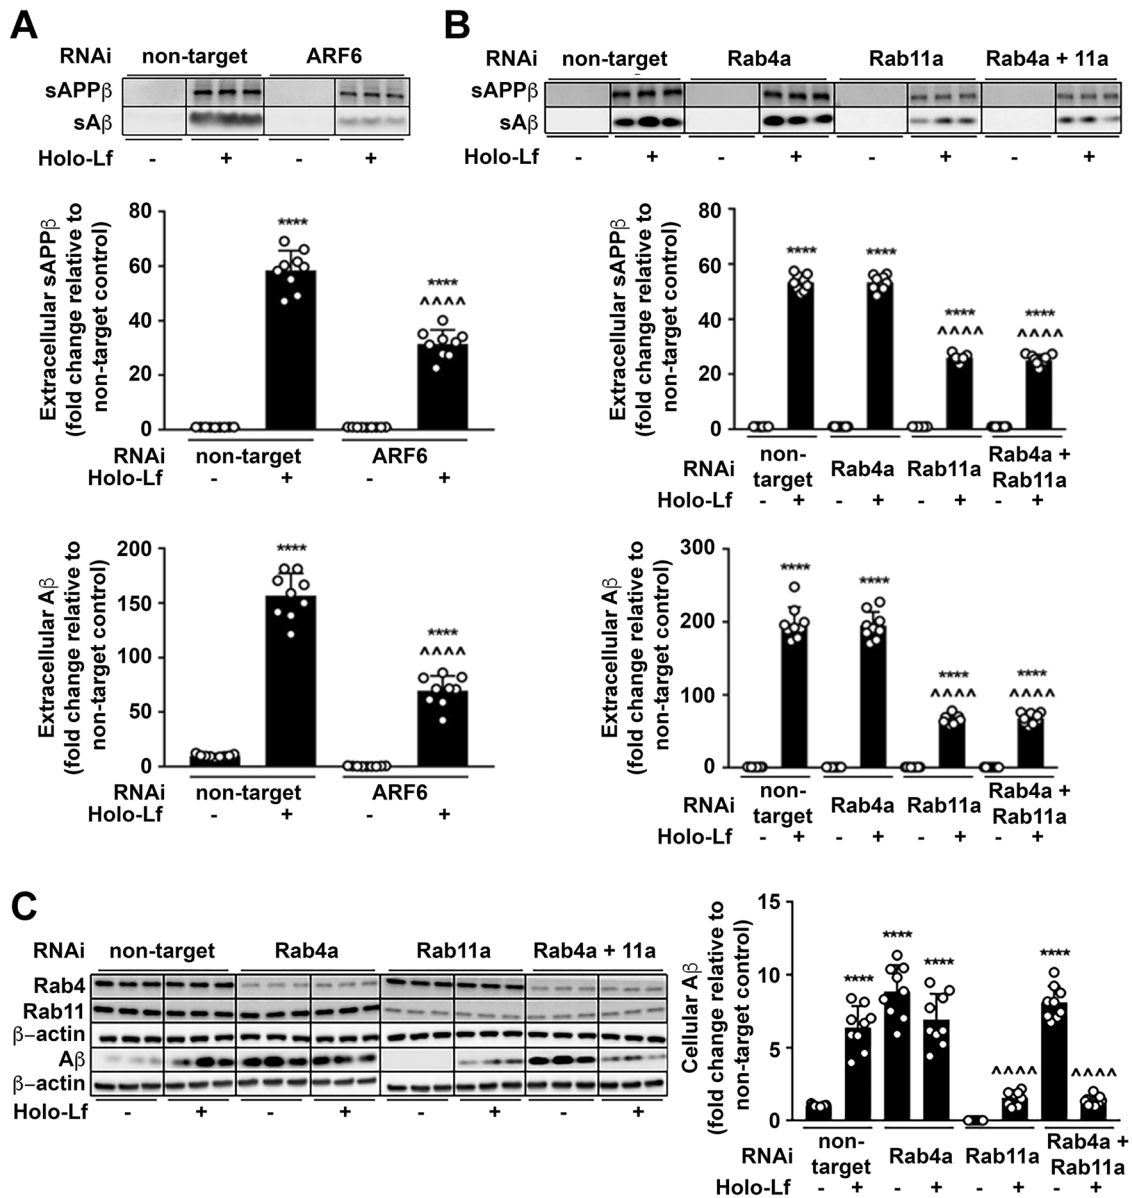 A
RNAi non-target ARF6
sAPPβ
sAβ
Holo-Lf - + - +
Extracellular sAPPβ
(fold change relative to
non-target control)
80
60
40
20
0
****
****
^^^^
RNAi non-target ARF6
Holo-Lf - + - +
Extracellular Aβ
(fold change relative to
non-target control)
200
150
100
50
0
****
****
^^^^
RNAi non-target ARF6
Holo-Lf - + - +
B
RNAi non-target Rab4a Rab11a Rab4a + 11a
sAPPβ
sAβ
Holo-Lf - + - + - + - +
Extracellular sAPPβ
(fold change relative to
non-target control)
80
60
40
20
0
**** **** **** ****
^^^^ ^^^^
non- Rab4a +
RNAi target Rab4a Rab11a Rab11a
Holo-Lf - + - + - + - +
Extracellular Aβ
(fold change relative to
non-target control)
300
200
100
0
**** **** **** ****
^^^^ ^^^^
non- Rab4a +
RNAi target Rab4a Rab11a Rab11a
Holo-Lf - + - + - + - +
C
RNAi non-target Rab4a Rab11a Rab4a + 11a
Rab4
Rab11
β-actin
Aβ
β-actin
Holo-Lf - + - + - + - +
Cellular Aβ
(fold change relative to
non-target control)
15
10
5
0
**** **** **** ****
^^^^ ^^^^
non- Rab4a +
RNAi target Rab4a Rab11a Rab11a
Holo-Lf - + - + - + - +